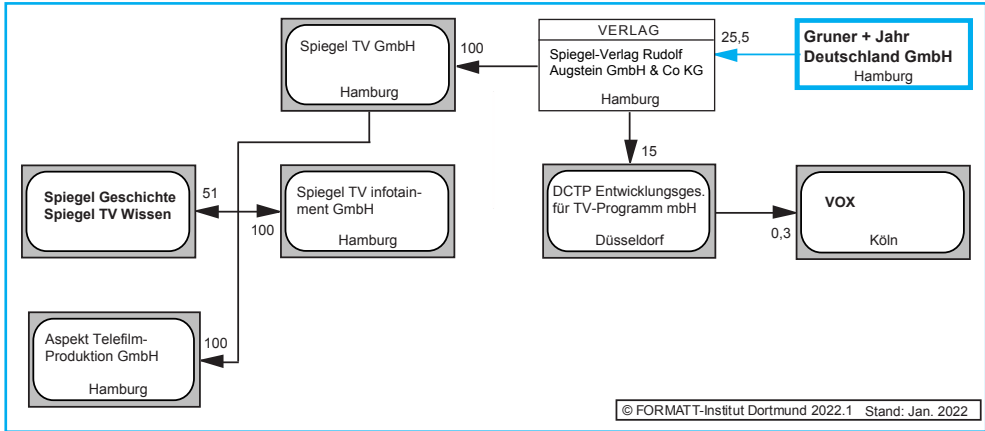 Spiegel TV GmbH
Hamburg
100
VERLAG
Spiegel-Verlag Rudolf
Augstein GmbH & Co KG
Hamburg
25,5
Gruner + Jahr
Deutschland GmbH
Hamburg
15
Spiegel Geschichte
Spiegel TV Wissen
51
100
Spiegel TV infotain-
ment GmbH
Hamburg
DCTP Entwicklungsges.
für TV-Programm mbH
Düsseldorf
0,3
VOX
Köln
Aspekt Telefilm-
Produktion GmbH
Hamburg
100
© FORMATT-Institut Dortmund 2022.1 Stand: Jan. 2022